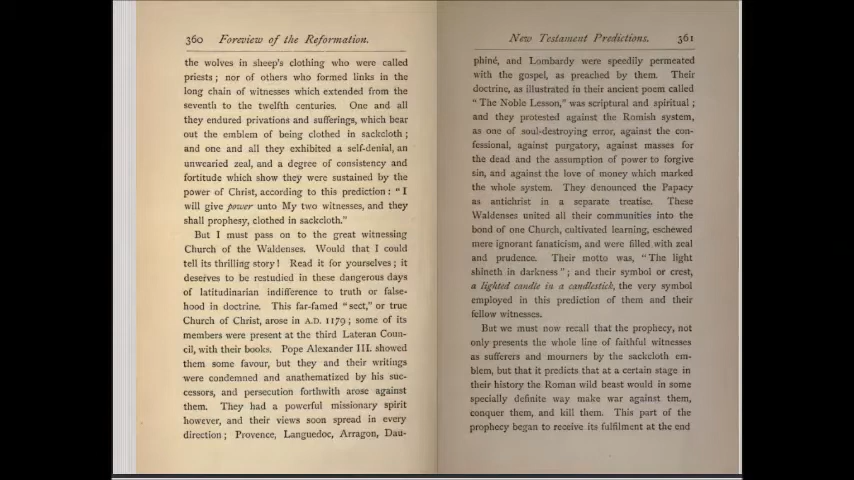 360 Foreview of the Reformation.
the wolves in sheep's clothing who were called
priests; nor of others who formed links in the
long chain of witnesses which extended from the
seventh to the twelfth centuries. One and all
they endured privations and sufferings, which bear
out the emblem of being clothed in sackcloth;
and one and all they exhibited a self-denial, an
unwearied zeal, and a degree of consistency and
fortitude which show they were sustained by the
power of Christ, according to this prediction: "I
will give power unto My two witnesses, and they
shall prophesy, clothed in sackcloth."
But I must pass on to the great witnessing
Church of the Waldenses. Would that I could
tell its thrilling story! Read it for yourselves; it
deserves to be restudied in these dangerous days
of latitudinarian indifference to truth or false-
hood in doctrine. This far-famed "sect," or true
Church of Christ, arose in A.D. 1179; some of its
members were present at the third Lateran Coun-
cil, with their books. Pope Alexander III. showed
them some favour, but they and their writings
were condemned and anathematized by his suc-
cessors, and persecution forthwith arose against
them. They had a powerful missionary spirit
however, and their views soon spread in every
direction; Provence, Languedoc, Arragon, Dau-
New Testament Predictions. 361
phiné, and Lombardy were speedily permeated
with the gospel, as preached by them. Their
doctrine, as illustrated in their ancient poem called
"The Noble Lesson," was scriptural and spiritual;
and they protested against the Romish system,
as one of soul-destroying error, against the con-
fessional, against purgatory, against masses for
the dead and the assumption of power to forgive
sin, and against the love of money which marked
the whole system. They denounced the Papacy
as antichrist in a separate treatise. These
Waldenses united all their communities into the
bond of one Church, cultivated learning, eschewed
mere ignorant fanaticism, and were filled with zeal
and prudence. Their motto was, "The light
shineth in darkness"; and their symbol or crest,
a lighted candle in a candlestick, the very symbol
employed in this prediction of them and their
fellow witnesses.
But we must now recall that the prophecy, not
only presents the whole line of faithful witnesses
as sufferers and mourners by the sackcloth em-
blem, but that it predicts that at a certain stage in
their history the Roman wild beast would in some
specially definite way make war against them,
conquer them, and kill them. This part of the
prophecy began to receive its fulfilment at the end